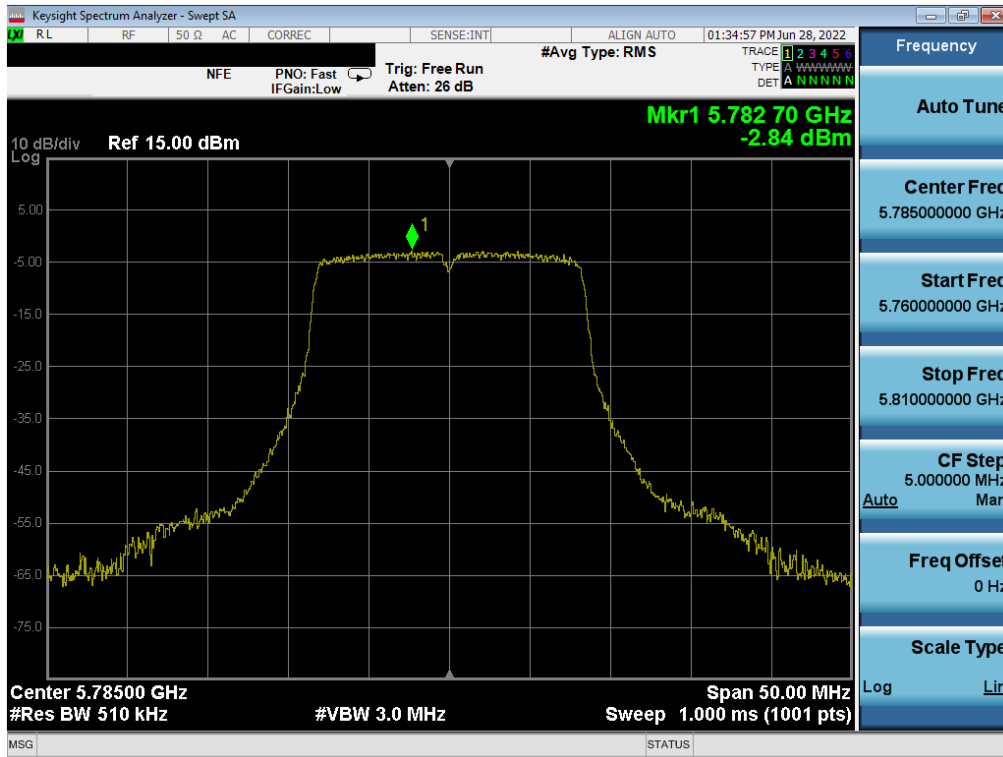 Keysight Spectrum Analyzer - Swept SA
RL RF 50 Ω AC CORREC SENSE:INT ALIGN AUTO 01:34:57 PM Jun 28, 2022
#Avg Type: RMS
TRACE 1 2 3 4 5 6
TYPE A WWWWW
DET A N N N N N
NFE PNO: Fast Trig: Free Run
IFGain:Low Atten: 26 dB
Mkr1 5.782 70 GHz
-2.84 dBm
10 dB/div Ref 15.00 dBm
Log
1
5.00
-5.00
-15.0
-25.0
-35.0
-45.0
-55.0
-65.0
-75.0
Center 5.78500 GHz Span 50.00 MHz
#Res BW 510 kHz #VBW 3.0 MHz Sweep 1.000 ms (1001 pts)
MSG STATUS
Frequency
Auto Tune
Center Freq
5.785000000 GHz
Start Freq
5.760000000 GHz
Stop Freq
5.810000000 GHz
CF Step
5.000000 MHz
Auto Man
Freq Offset
0 Hz
Scale Type
Log Lin